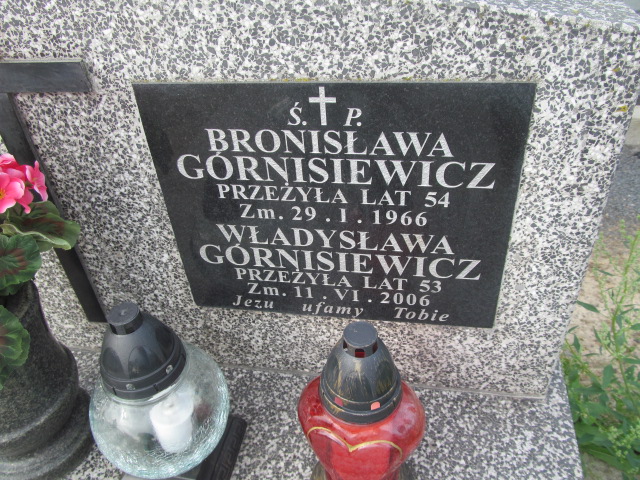 Ś. P.
BRONISŁAWA
GÓRNISIEWICZ
PRZEŻYŁA LAT 54
Zm. 29 . I . 1966
WŁADYSŁAWA
GÓRNISIEWICZ
PRZEŻYŁA LAT 53
Zm. 11 . VI . 2006
Jezu ufamy Tobie